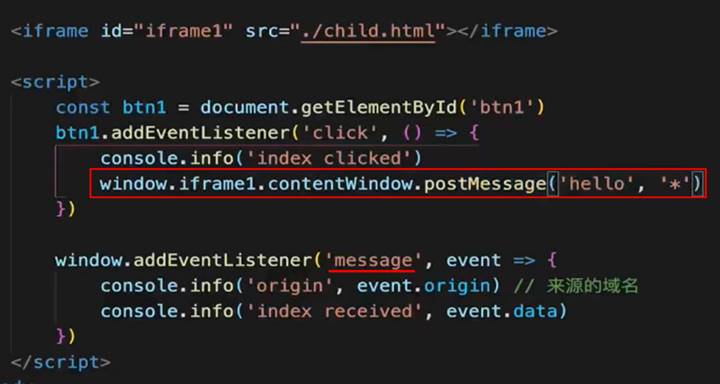 <iframe id="iframe1" src="./child.html"></iframe>
<script>
const btn1 = document.getElementById('btn1')
btn1.addEventListener('click', () => {
console.info('index clicked')
window.iframe1.contentWindow.postMessage('hello', '*')
})
window.addEventListener('message', event => {
console.info('origin', event.origin) // 来源的域名
console.info('index received', event.data)
})
</script>